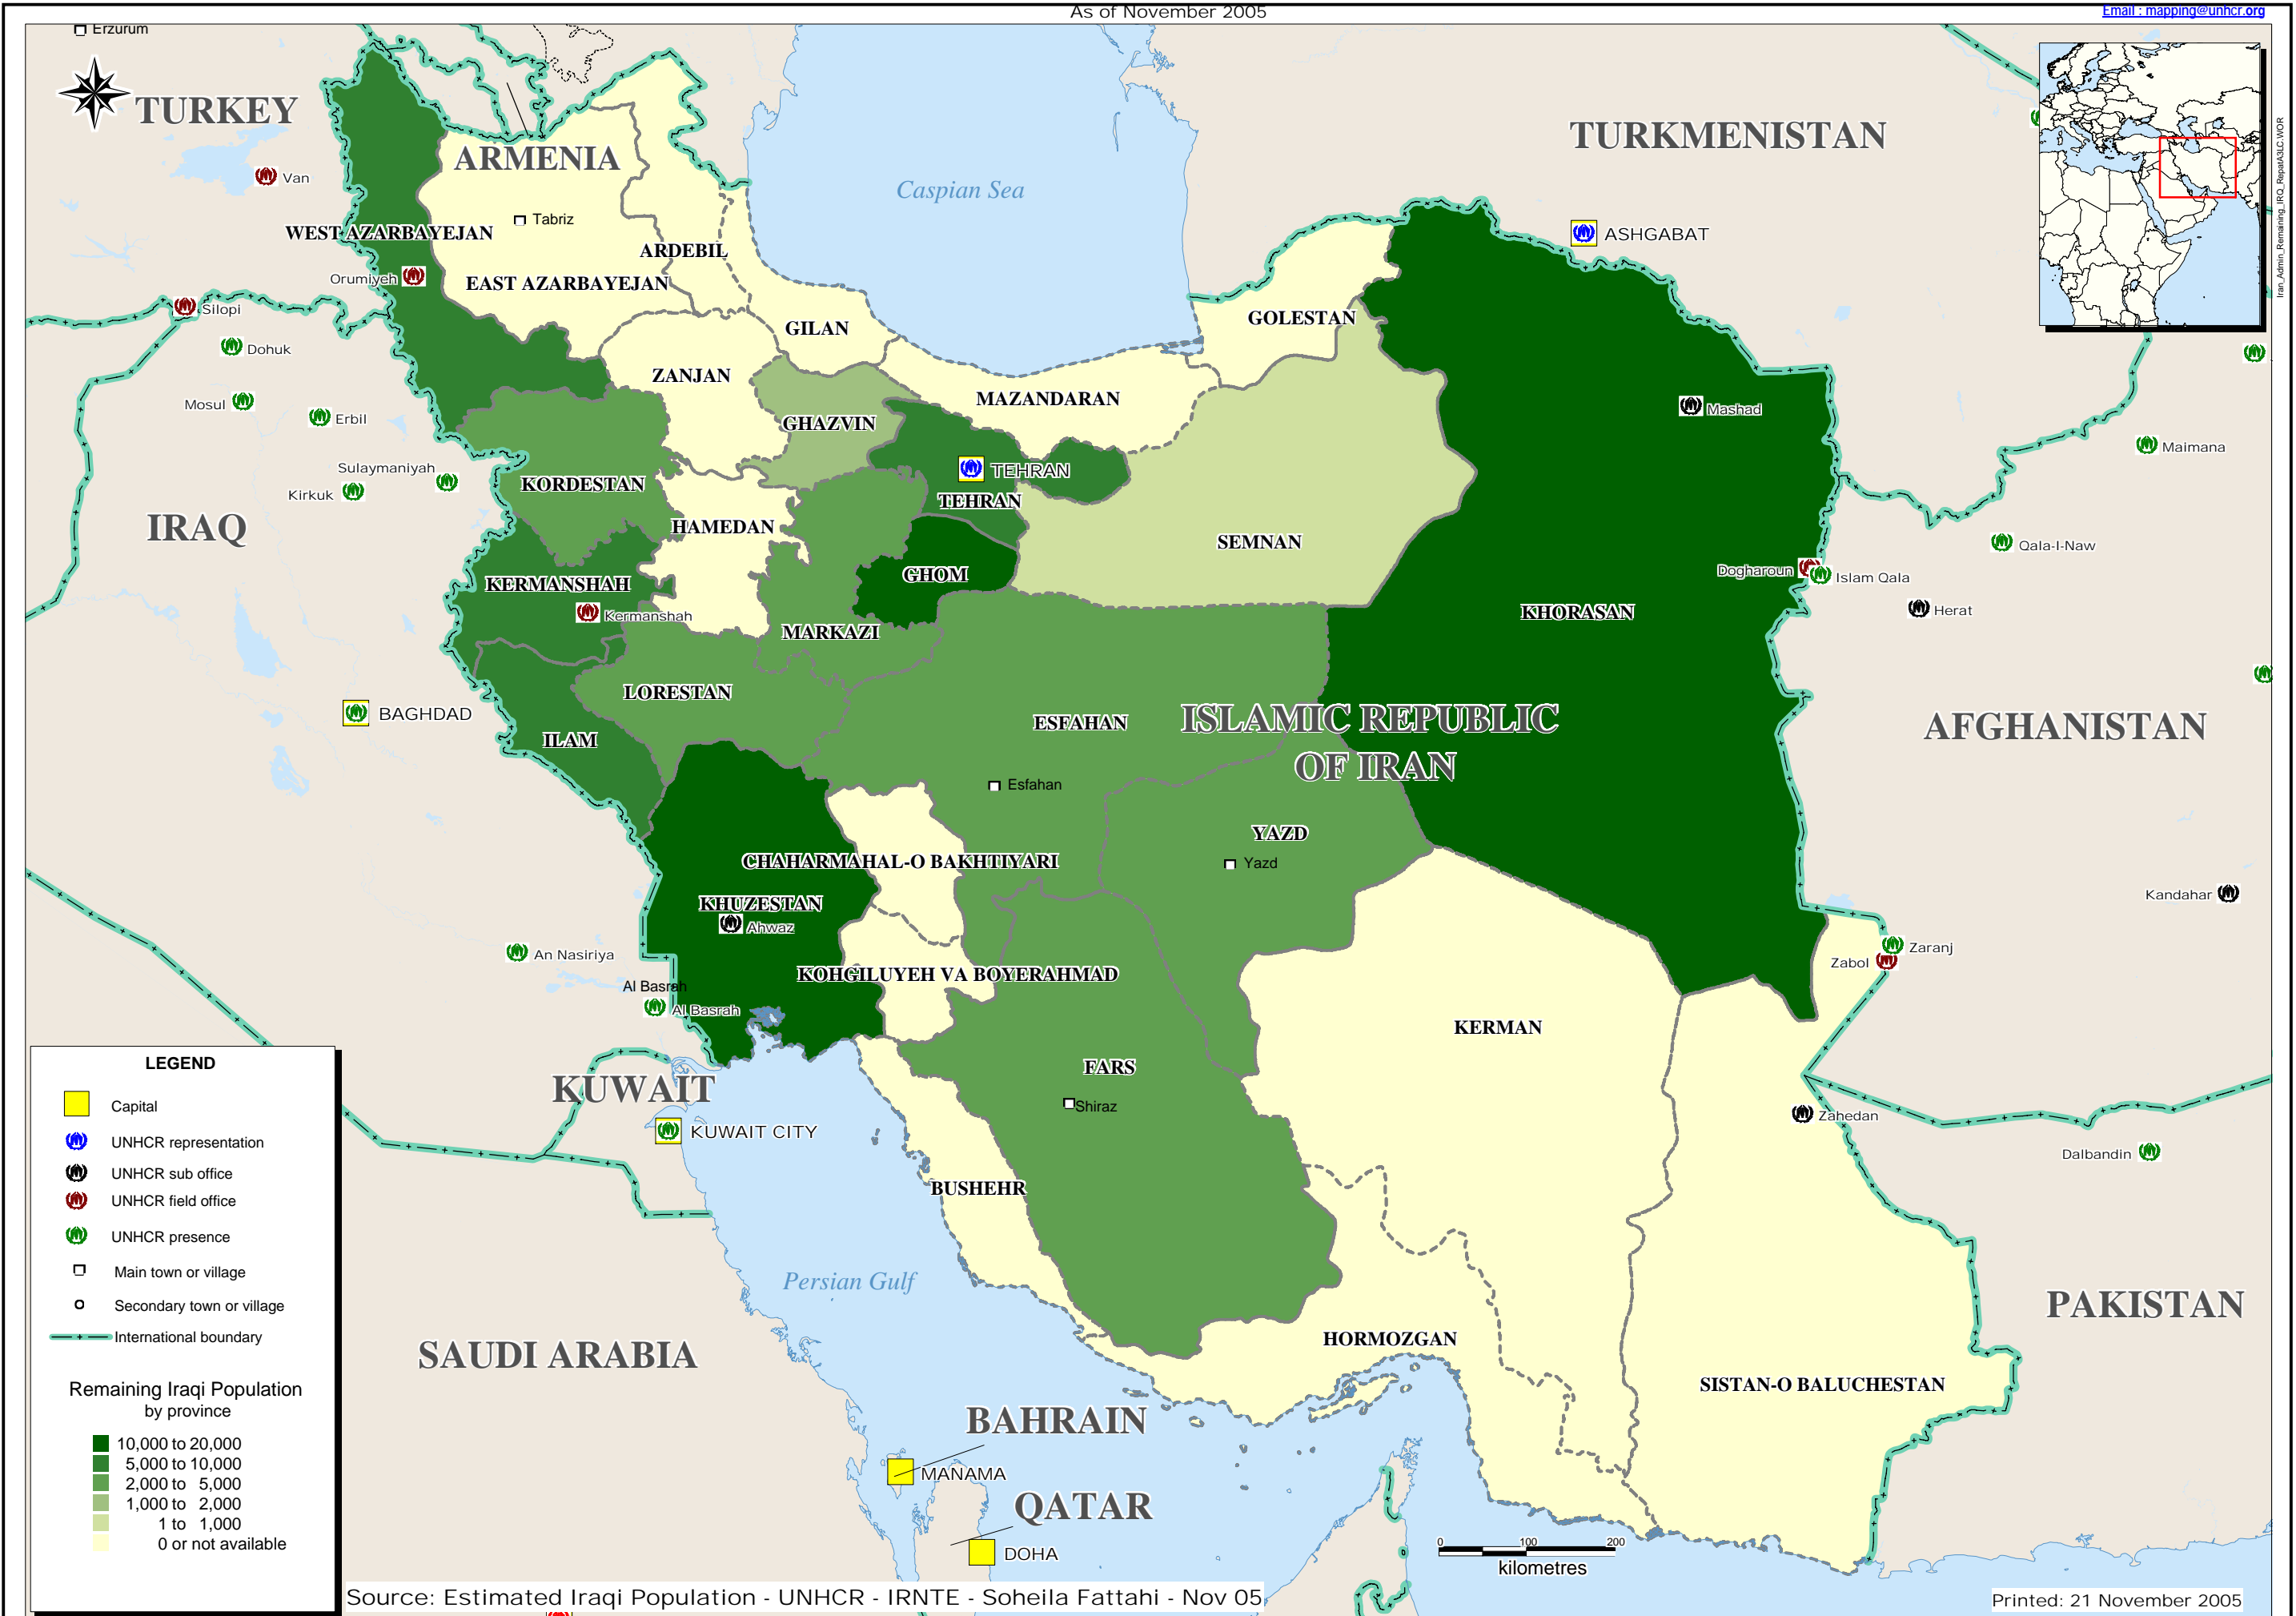 As of November 2005
Email : mapping@unhcr.org
Iran_Admin_Remaining_IRQ_RepatA3LC.WOR
Erzurum
TURKEY
ARMENIA
TURKMENISTAN
Caspian Sea
Van
Tabriz
WEST AZARBAYEJAN
ARDEBIL
ASHGABAT
Orumiyeh
EAST AZARBAYEJAN
Silopi
GILAN
GOLESTAN
Dohuk
ZANJAN
MAZANDARAN
Mosul
Erbil
GHAZVIN
Mashad
Maimana
Sulaymaniyah
Kirkuk
KORDESTAN
TEHRAN
TEHRAN
IRAQ
HAMEDAN
SEMNAN
Qala-I-Naw
KERMANSHAH
GHOM
Dogharoun
Islam Qala
Kermanshah
KHORASAN
Herat
MARKAZI
LORESTAN
BAGHDAD
ILAM
ESFAHAN
ISLAMIC REPUBLIC
OF IRAN
AFGHANISTAN
Esfahan
YAZD
Yazd
CHAHARMAHAL-O BAKHTIYARI
KHUZESTAN
Ahwaz
Kandahar
An Nasiriya
Zaranj
Zabol
KOHGILUYEH VA BOYERAHMAD
Al Basrah
Al Basrah
KERMAN
FARS
Shiraz
KUWAIT
KUWAIT CITY
Zahedan
Dalbandin
BUSHEHR
Persian Gulf
PAKISTAN
SAUDI ARABIA
HORMOZGAN
SISTAN-O BALUCHESTAN
BAHRAIN
MANAMA
QATAR
DOHA
LEGEND
Capital
UNHCR representation
UNHCR sub office
UNHCR field office
UNHCR presence
Main town or village
Secondary town or village
International boundary
Remaining Iraqi Population
by province
10,000 to 20,000
5,000 to 10,000
2,000 to 5,000
1,000 to 2,000
1 to 1,000
0 or not available
0 100 200
kilometres
Source: Estimated Iraqi Population - UNHCR - IRNTE - Soheila Fattahi - Nov 05
Printed: 21 November 2005